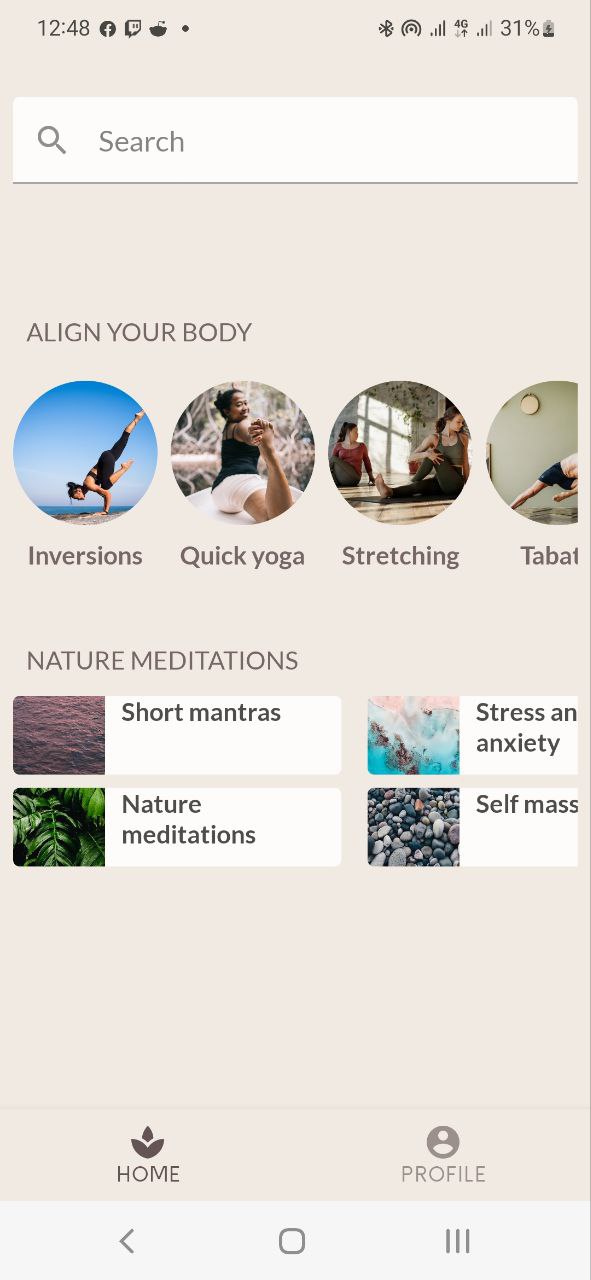 12:48
4G
31%
Search
ALIGN YOUR BODY
Inversions
Quick yoga
Stretching
Tabat
NATURE MEDITATIONS
Short mantras
Stress an
anxiety
Nature
meditations
Self mass
HOME
PROFILE